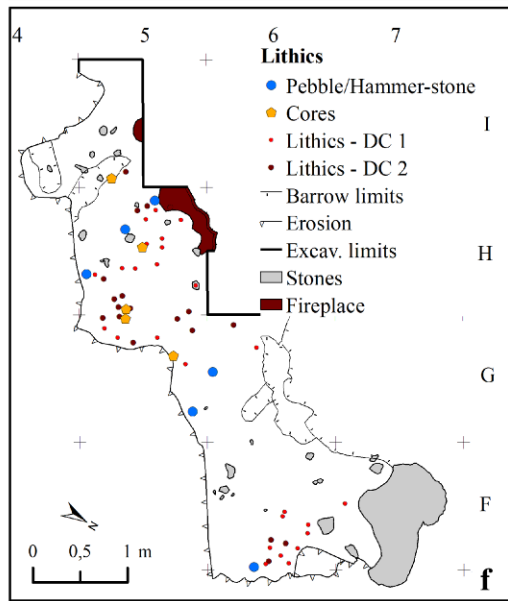 4 5 6 7
Lithics
Pebble/Hammer-stone
Cores
I
Lithics - DC 1
Lithics - DC 2
Barrow limits
Erosion
Excav. limits
H
Stones
Fireplace
G
F
N
0 0,5 1 m
f